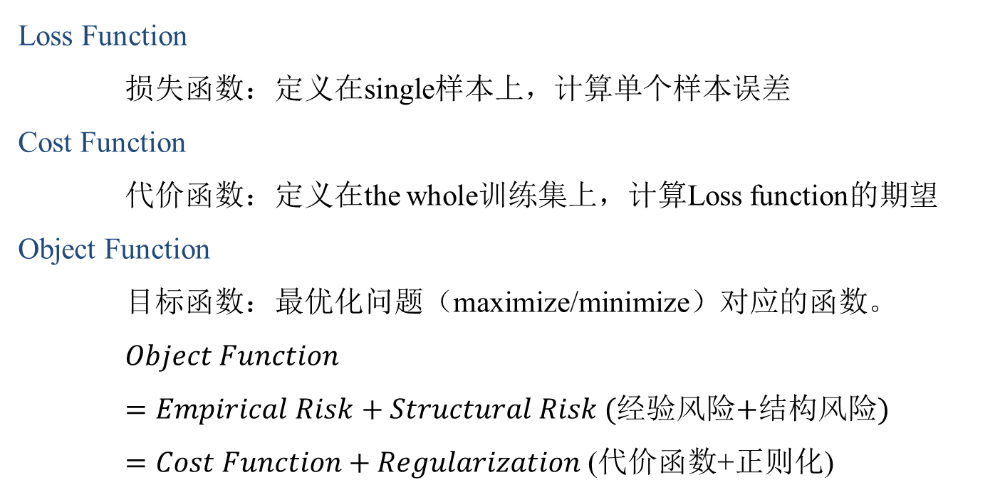 Loss Function
损失函数：定义在single样本上，计算单个样本误差
Cost Function
代价函数：定义在the whole训练集上，计算Loss function的期望
Object Function
目标函数：最优化问题（maximize/minimize）对应的函数。
Object Function
= Empirical Risk + Structural Risk (经验风险+结构风险)
= Cost Function + Regularization (代价函数+正则化)